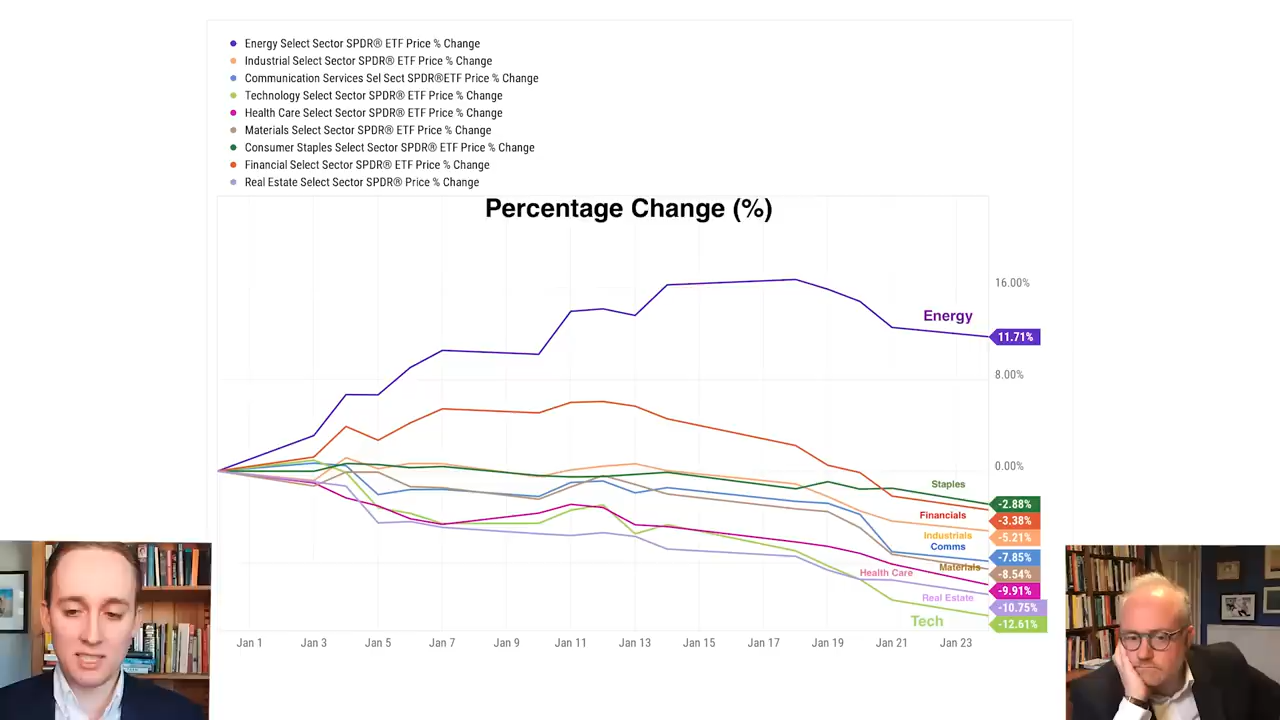 Energy Select Sector SPDR® ETF Price % Change
Industrial Select Sector SPDR® ETF Price % Change
Communication Services Sel Sect SPDR®ETF Price % Change
Technology Select Sector SPDR® ETF Price % Change
Health Care Select Sector SPDR® ETF Price % Change
Materials Select Sector SPDR® ETF Price % Change
Consumer Staples Select Sector SPDR® ETF Price % Change
Financial Select Sector SPDR® ETF Price % Change
Real Estate Select Sector SPDR® Price % Change
Percentage Change (%)
16.00%
Energy
11.71%
8.00%
0.00%
Staples
-2.88%
Financials
-3.38%
Industrials
-5.21%
Comms
-7.85%
Materials
-8.54%
Health Care
-9.91%
Real Estate
-10.75%
Tech
-12.61%
Jan 1 Jan 3 Jan 5 Jan 7 Jan 9 Jan 11 Jan 13 Jan 15 Jan 17 Jan 19 Jan 21 Jan 23